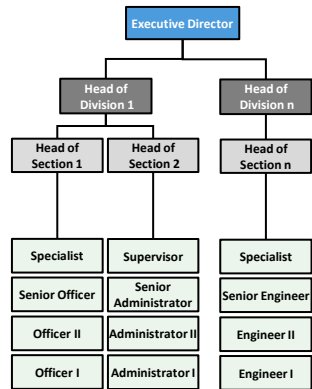 Executive Director
Head of
Division 1
Head of
Division n
Head of
Section 1
Head of
Section 2
Head of
Section n
Specialist
Supervisor
Specialist
Senior Officer
Senior
Administrator
Senior Engineer
Officer II
Administrator II
Engineer II
Officer I
Administrator I
Engineer I